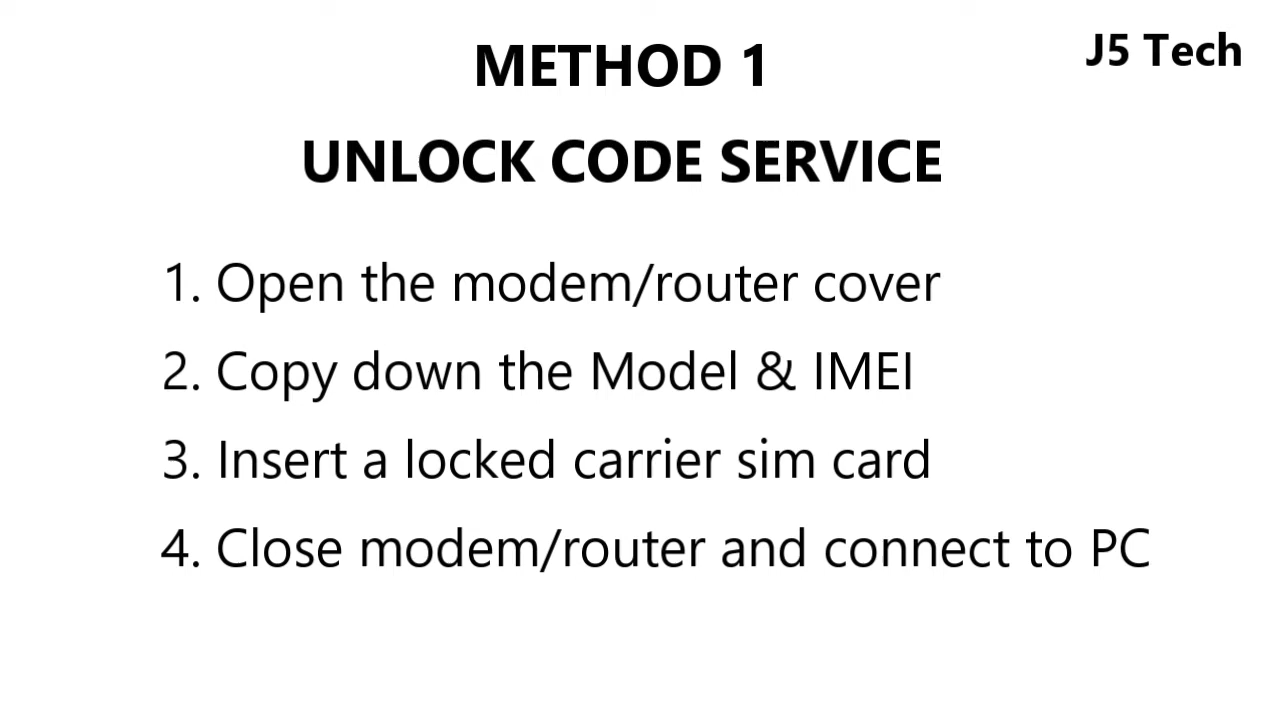 J5 Tech
METHOD 1
UNLOCK CODE SERVICE
1. Open the modem/router cover
2. Copy down the Model & IMEI
3. Insert a locked carrier sim card
4. Close modem/router and connect to PC